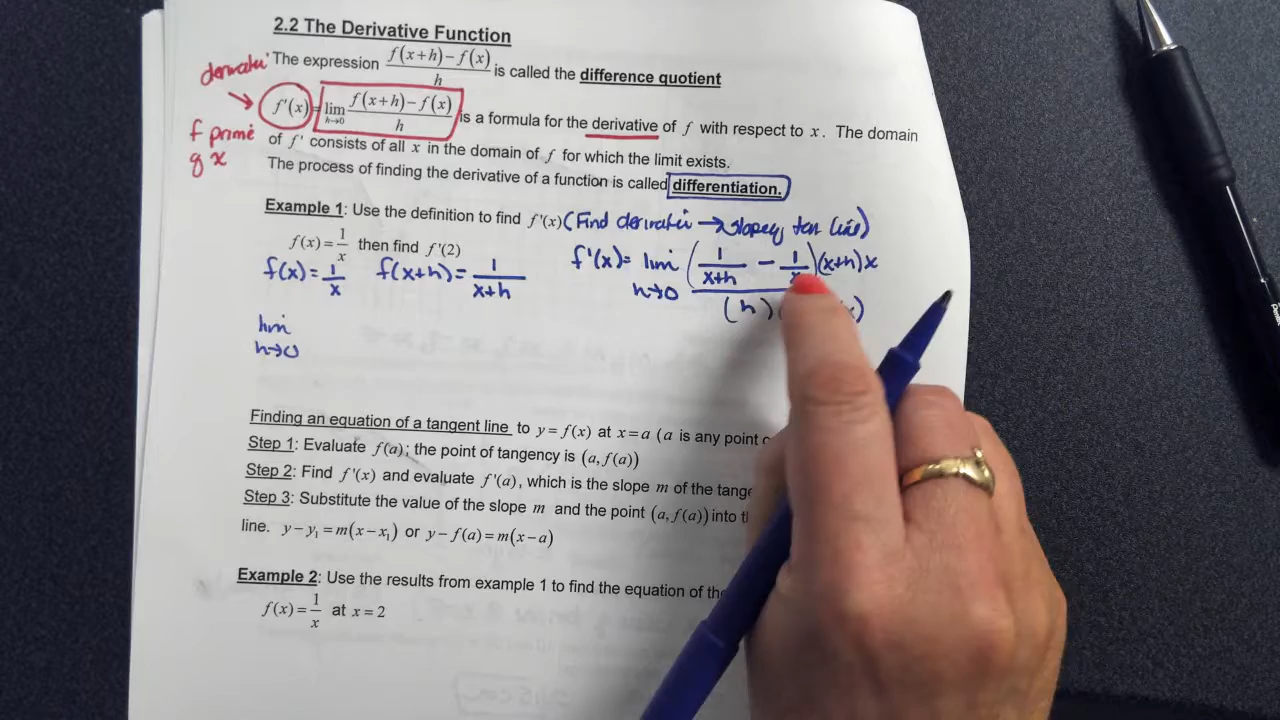 2.2 The Derivative Function
The expression f(x+h)−f(x) / h is called the difference quotient
f'(x) = lim h→0 f(x+h)−f(x) / h is a formula for the derivative of f with respect to x. The domain
f prime
of f' consists of all x in the domain of f for which the limit exists.
The process of finding the derivative of a function is called differentiation.
Example 1: Use the definition to find f'(x) (Find derivative → slope of tan line)
f(x) = 1/x then find f'(2)
f(x) = 1/x f(x+h) = 1/(x+h) f'(x) = lim h→0 (1/(x+h) − 1/x)(x+h)x
(h)
lim
h→0
Finding an equation of a tangent line to y = f(x) at x = a (a is any point
Step 1: Evaluate f(a); the point of tangency is (a, f(a))
Step 2: Find f'(x) and evaluate f'(a), which is the slope m of the
Step 3: Substitute the value of the slope m and the point (a, f(a)) into
line. y − y₁ = m(x − x₁) or y − f(a) = m(x − a)
Example 2: Use the results from example 1 to find the equation of
f(x) = 1/x at x = 2